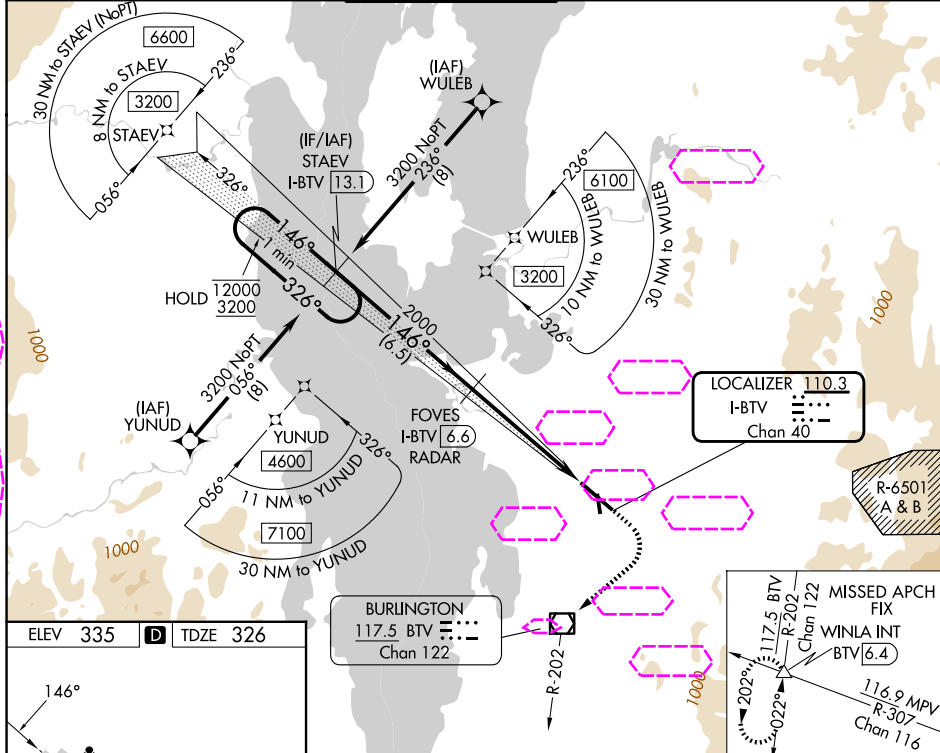 30 NM to STAEV (NoPT)
6600
8 NM to STAEV
3200
236°
STAEV
056°
326°
(IAF)
WULEB
3200 NoPT
236°
(8)
(IF/IAF)
STAEV
I-BTV 13.1
236°
6100
WULEB
3200
10 NM to WULEB
30 NM to WULEB
326°
146°
1 min
326°
HOLD 12000
3200
2000
146°
(6.5)
1000
1000
3200 NoPT
056°
(8)
(IAF)
YUNUD
YUNUD
4600
056°
326°
11 NM to YUNUD
7100
30 NM to YUNUD
FOVES
I-BTV 6.6
RADAR
LOCALIZER 110.3
I-BTV
Chan 40
R-6501
A & B
1000
BURLINGTON
117.5 BTV
Chan 122
R-202
1000
MISSED APCH
FIX
WINLA INT
BTV 6.4
117.5 BTV
R-202
Chan 122
202°
022°
116.9 MPV
R-307
Chan 116
ELEV 335 D TDZE 326
146°